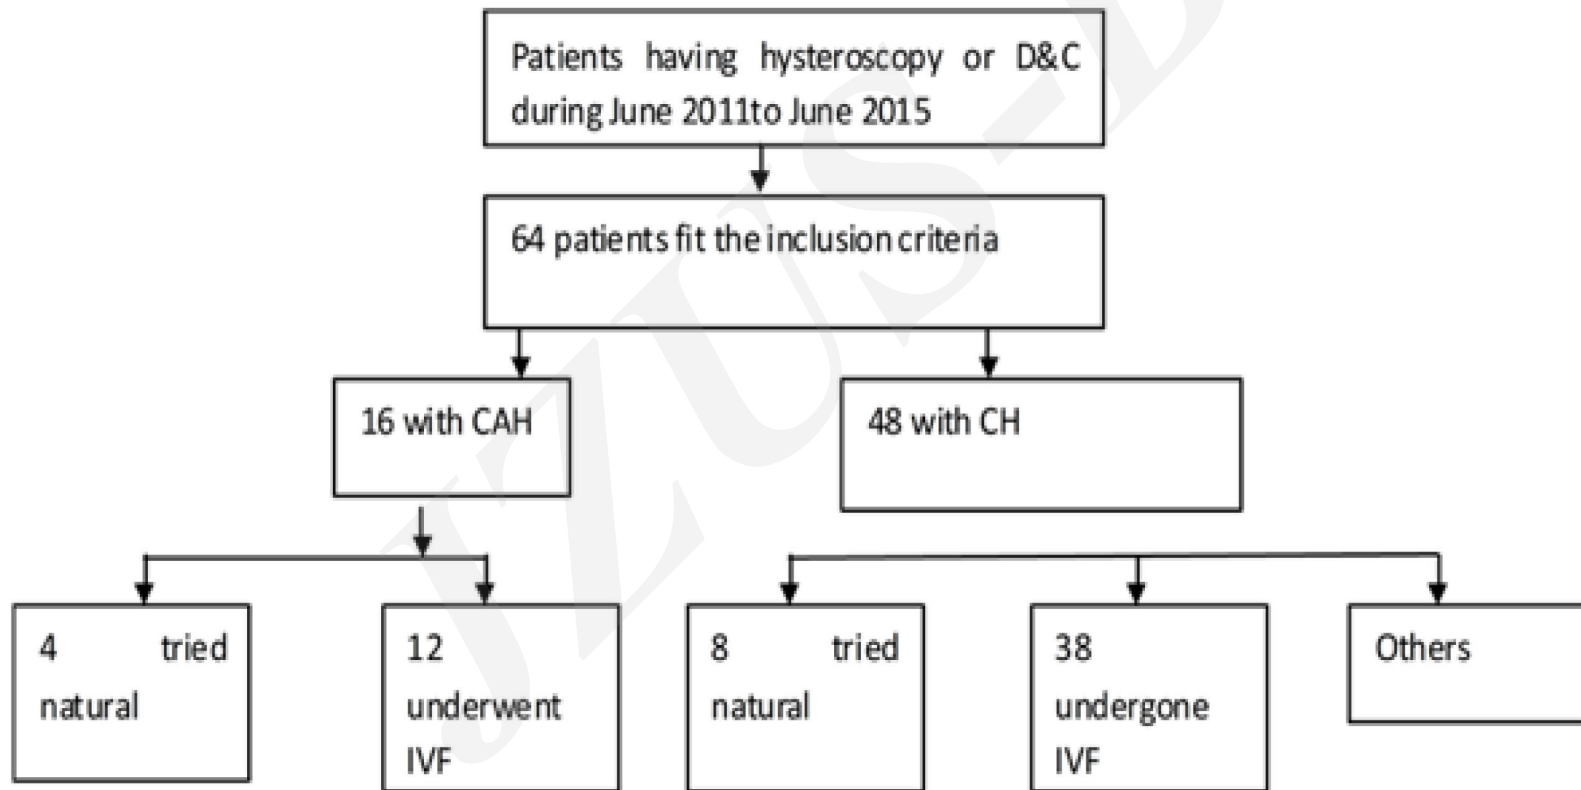 Patients having hysteroscopy or D&C
during June 2011to June 2015
64 patients fit the inclusion criteria
16 with CAH
48 with CH
4 tried
natural
12
underwent
IVF
8 tried
natural
38
undergone
IVF
Others
JZUS-